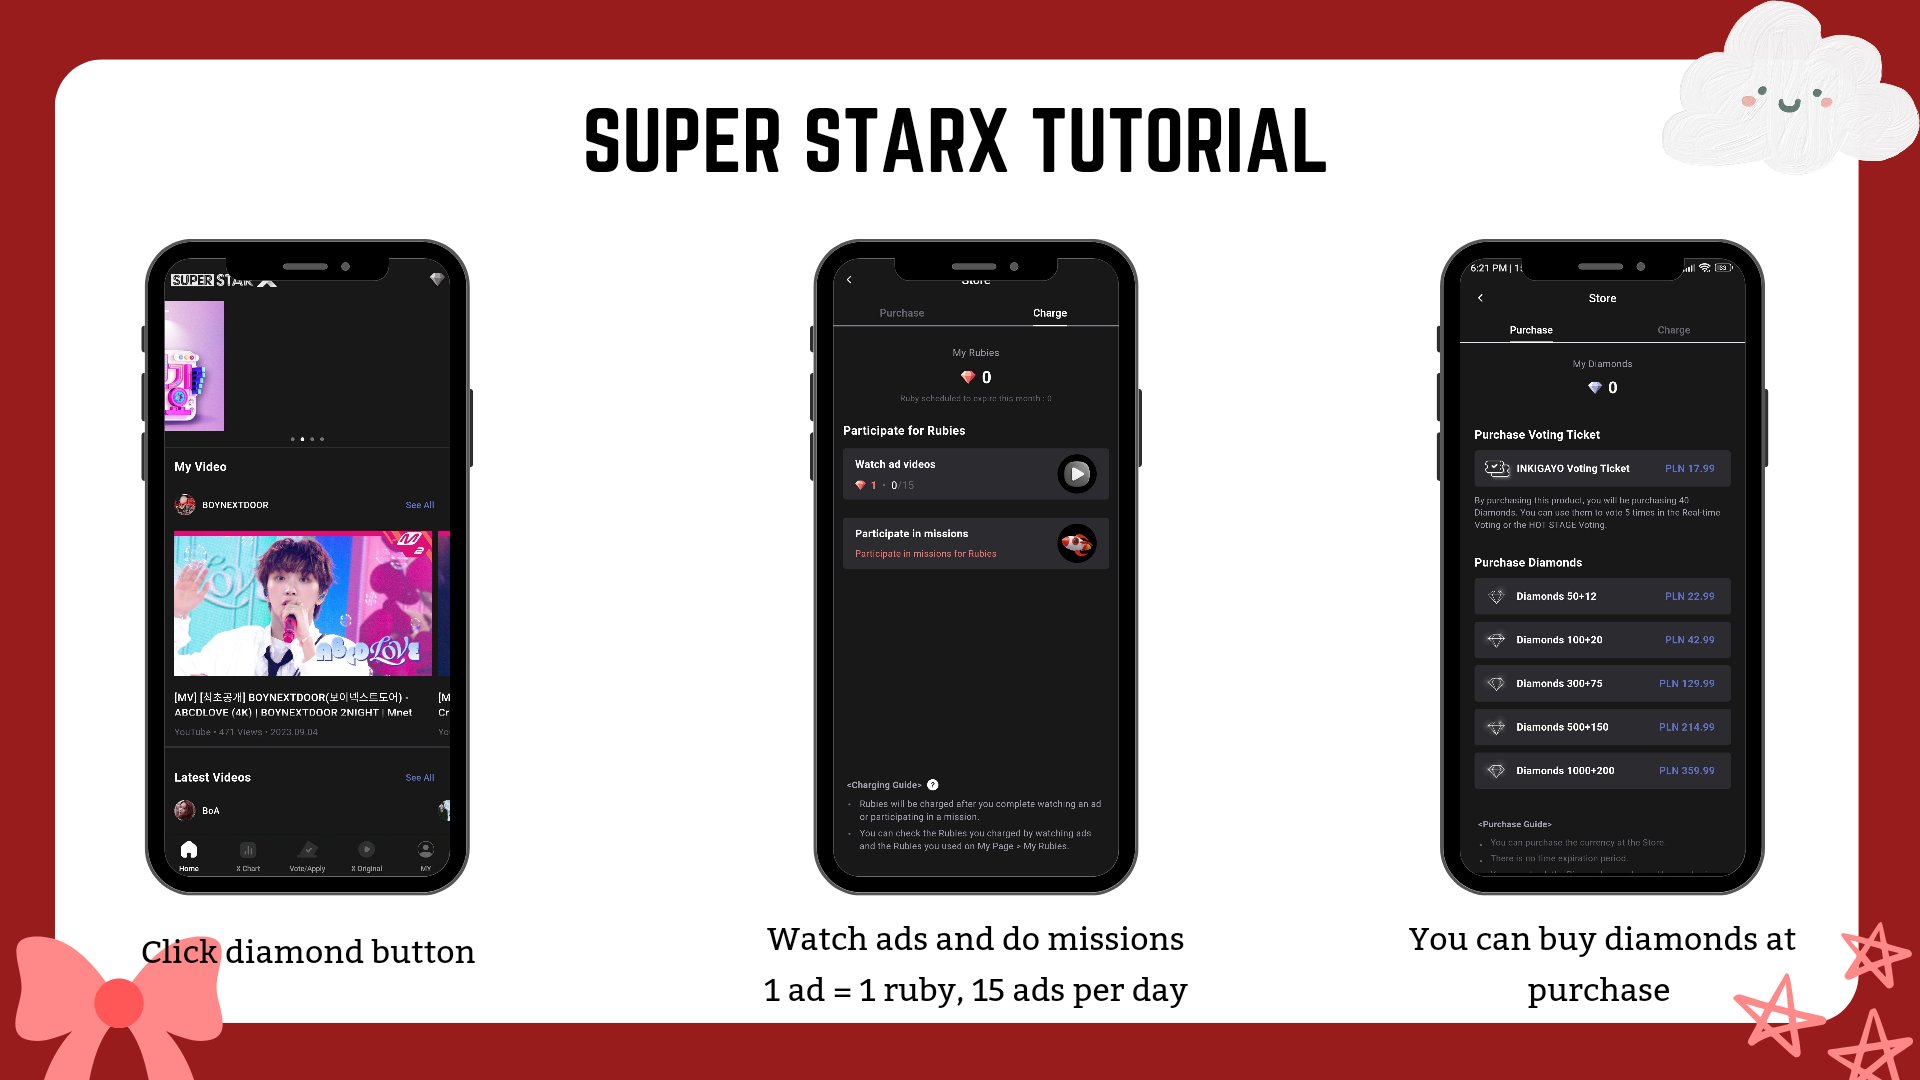 SUPER STARX TUTORIAL
SUPER STAR X
My Video
BOYNEXTDOOR
See All
ABCDLOVE
[MV] [최초공개] BOYNEXTDOOR(보이넥스트도어) -
[M
ABCDLOVE (4K) | BOYNEXTDOOR 2NIGHT | Mnet
Cr
YouTube • 471 Views • 2023.09.04
Yo
Latest Videos
See All
BoA
Home
X Chart
Vote/Apply
X Original
MY
Click diamond button
Store
Purchase
Charge
My Rubies
0
Ruby scheduled to expire this month : 0
Participate for Rubies
Watch ad videos
1 · 0/15
Participate in missions
Participate in missions for Rubies
<Charging Guide> ?
• Rubies will be charged after you complete watching an ad
or participating in a mission.
• You can check the Rubies you charged by watching ads
and the Rubies you used on My Page > My Rubies.
Watch ads and do missions
1 ad = 1 ruby, 15 ads per day
6:21 PM | 1
Store
Purchase
Charge
My Diamonds
0
Purchase Voting Ticket
INKIGAYO Voting Ticket
PLN 17.99
By purchasing this product, you will be purchasing 40
Diamonds. You can use them to vote 5 times in the Real-time
Voting or the HOT STAGE Voting.
Purchase Diamonds
Diamonds 50+12
PLN 22.99
Diamonds 100+20
PLN 42.99
Diamonds 300+75
PLN 129.99
Diamonds 500+150
PLN 214.99
Diamonds 1000+200
PLN 359.99
<Purchase Guide>
• You can purchase the currency at the Store.
• There is no time expiration period.
You can buy diamonds at
purchase